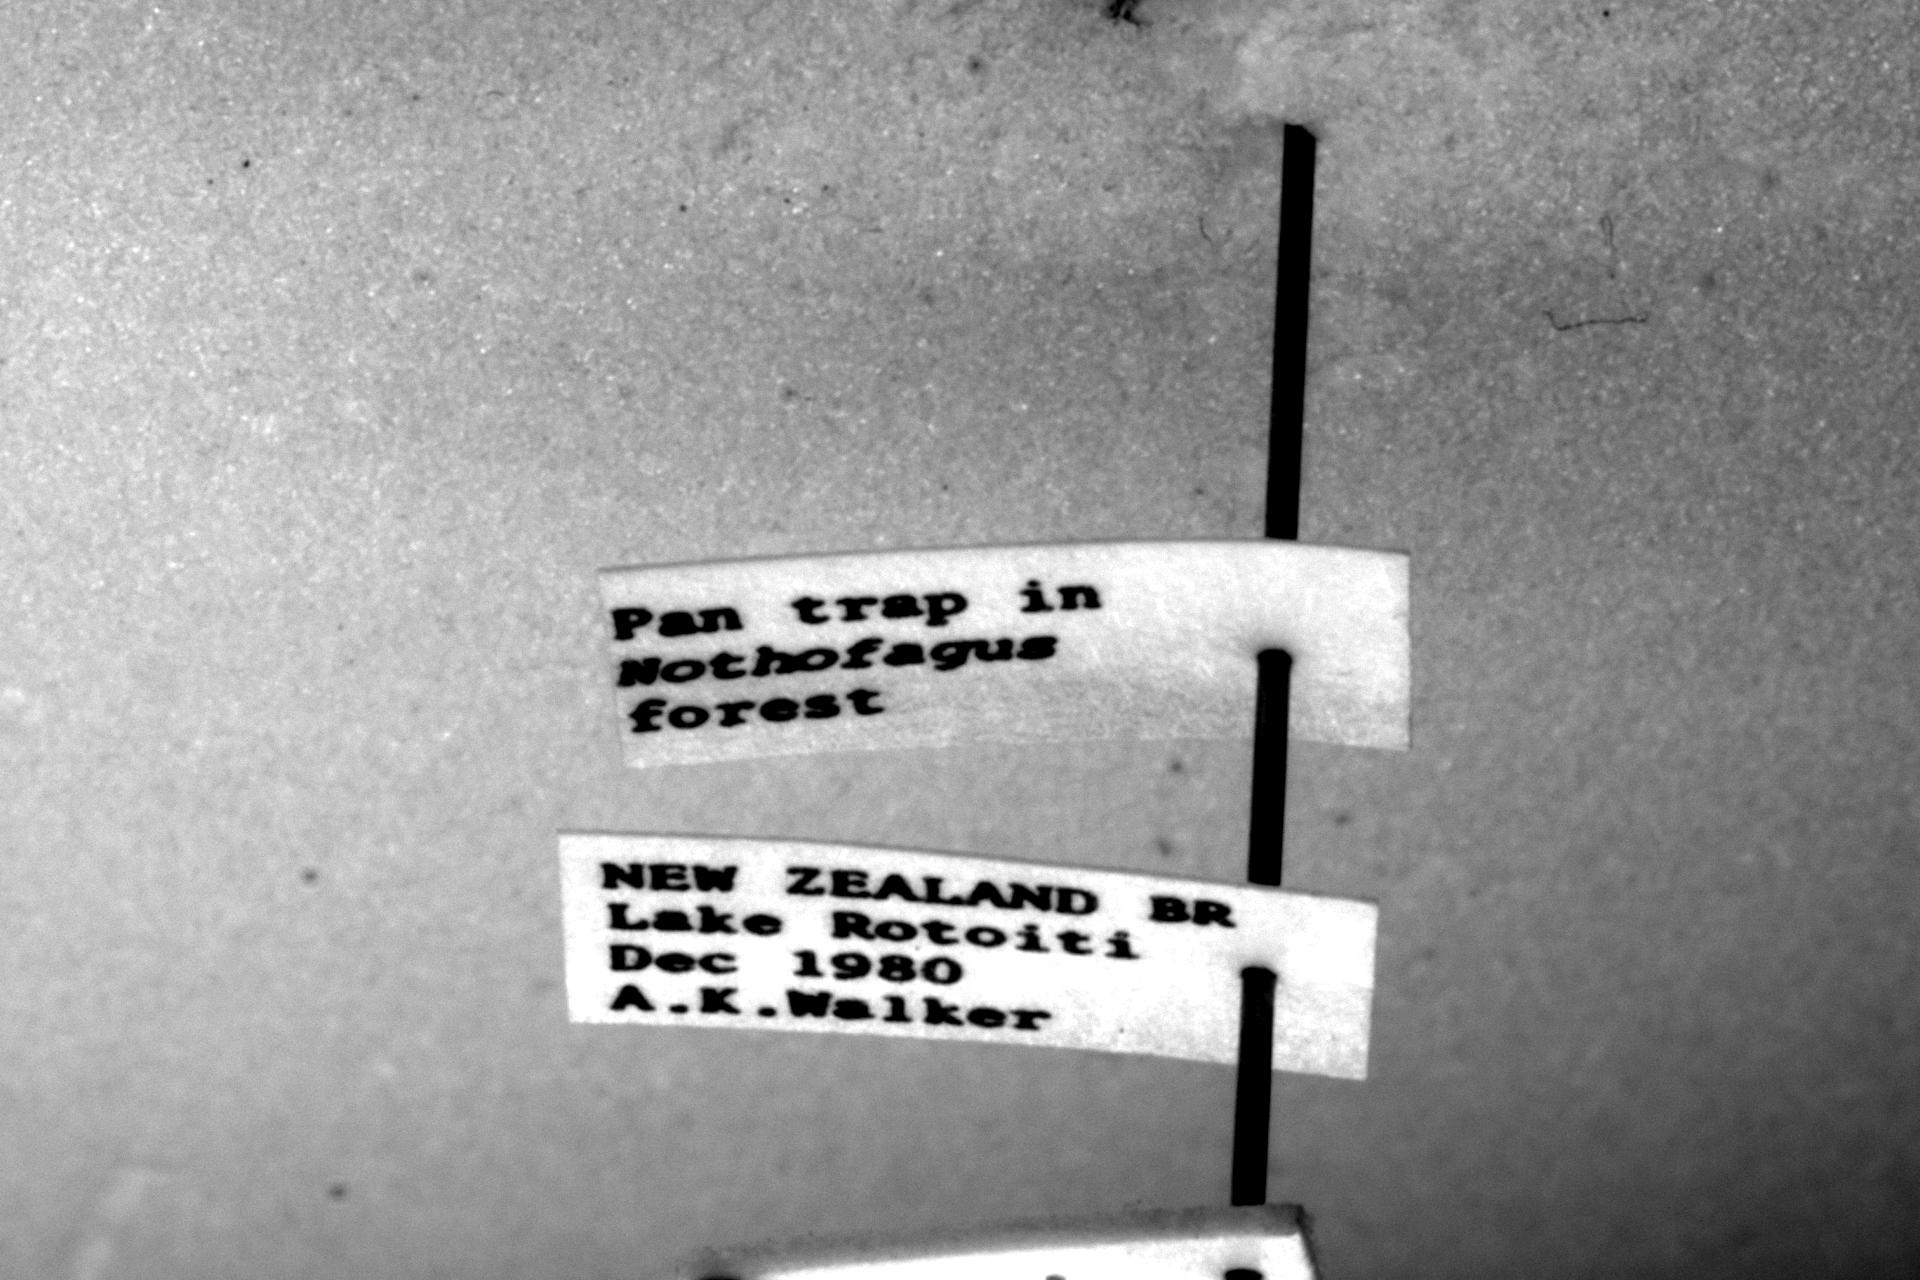 Pan trap in
Nothofagus
forest
NEW ZEALAND BR
Lake Rotoiti
Dec 1980
A.K.Walker